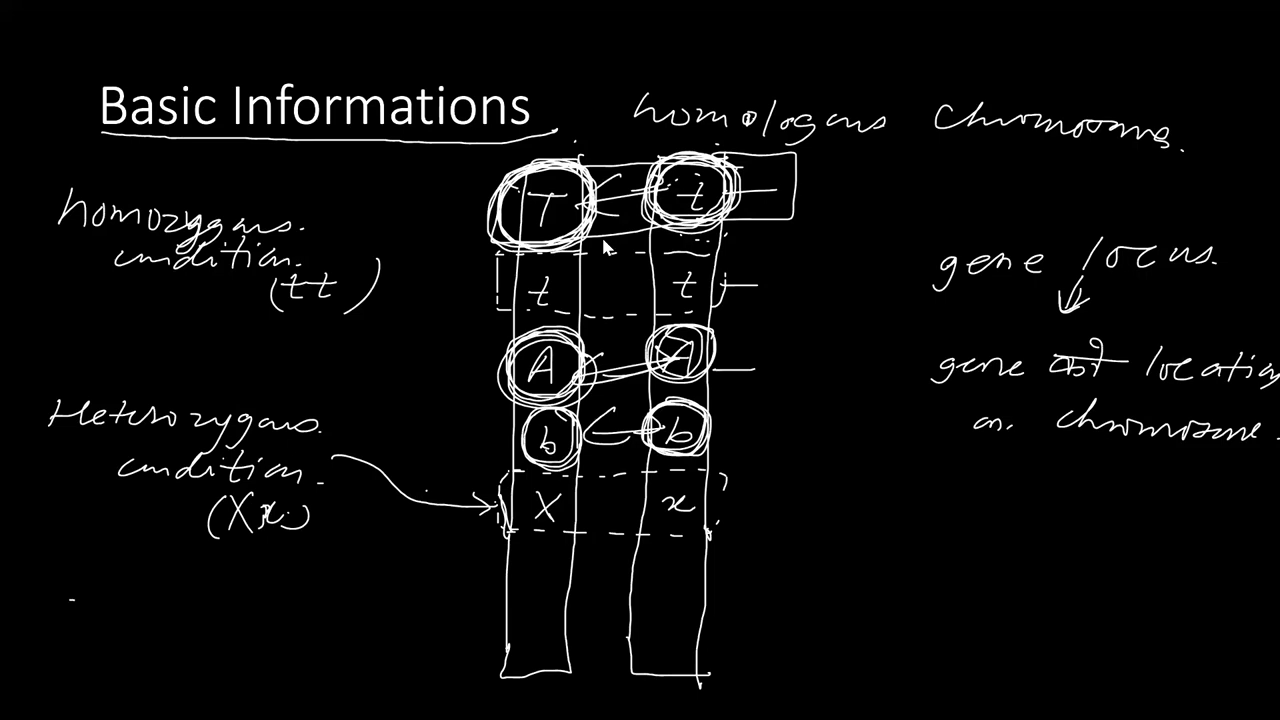 Basic Informations
homologous chromosome.
T t
homozygous.
condition.
(tt)
t t
gene locus.
gene location
on chromosome.
A A
Heterozygous.
condition.
(Xx)
b b
X x